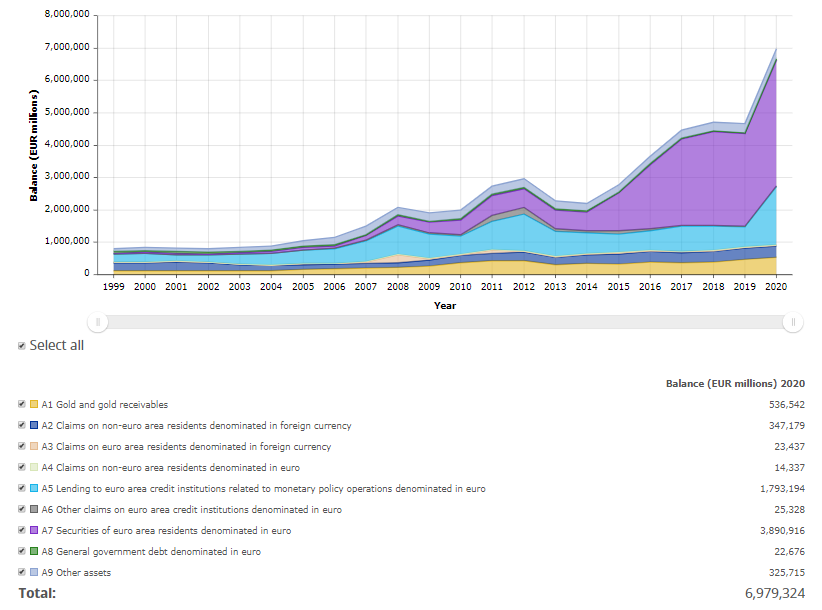 8,000,000
7,000,000
6,000,000
5,000,000
4,000,000
3,000,000
2,000,000
1,000,000
0
Balance (EUR millions)
1999 2000 2001 2002 2003 2004 2005 2006 2007 2008 2009 2010 2011 2012 2013 2014 2015 2016 2017 2018 2019 2020
Year
Select all
Balance (EUR millions) 2020
A1 Gold and gold receivables 536,542
A2 Claims on non-euro area residents denominated in foreign currency 347,179
A3 Claims on euro area residents denominated in foreign currency 23,437
A4 Claims on non-euro area residents denominated in euro 14,337
A5 Lending to euro area credit institutions related to monetary policy operations denominated in euro 1,793,194
A6 Other claims on euro area credit institutions denominated in euro 25,328
A7 Securities of euro area residents denominated in euro 3,890,916
A8 General government debt denominated in euro 22,676
A9 Other assets 325,715
Total: 6,979,324